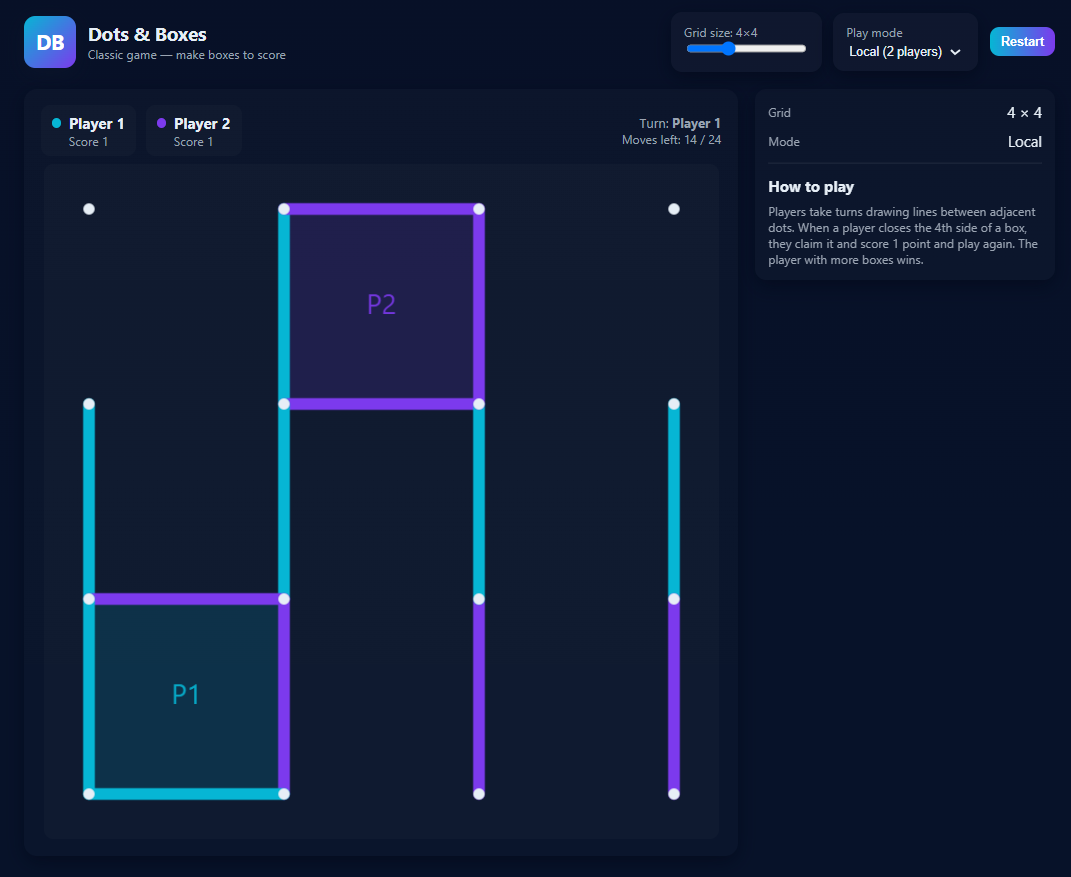 DB
Dots & Boxes
Classic game — make boxes to score
Grid size: 4×4
Play mode
Local (2 players)
Restart
Player 1
Score 1
Player 2
Score 1
Turn: Player 1
Moves left: 14 / 24
P2
P1
Grid
4 × 4
Mode
Local
How to play
Players take turns drawing lines between adjacent
dots. When a player closes the 4th side of a box,
they claim it and score 1 point and play again. The
player with more boxes wins.